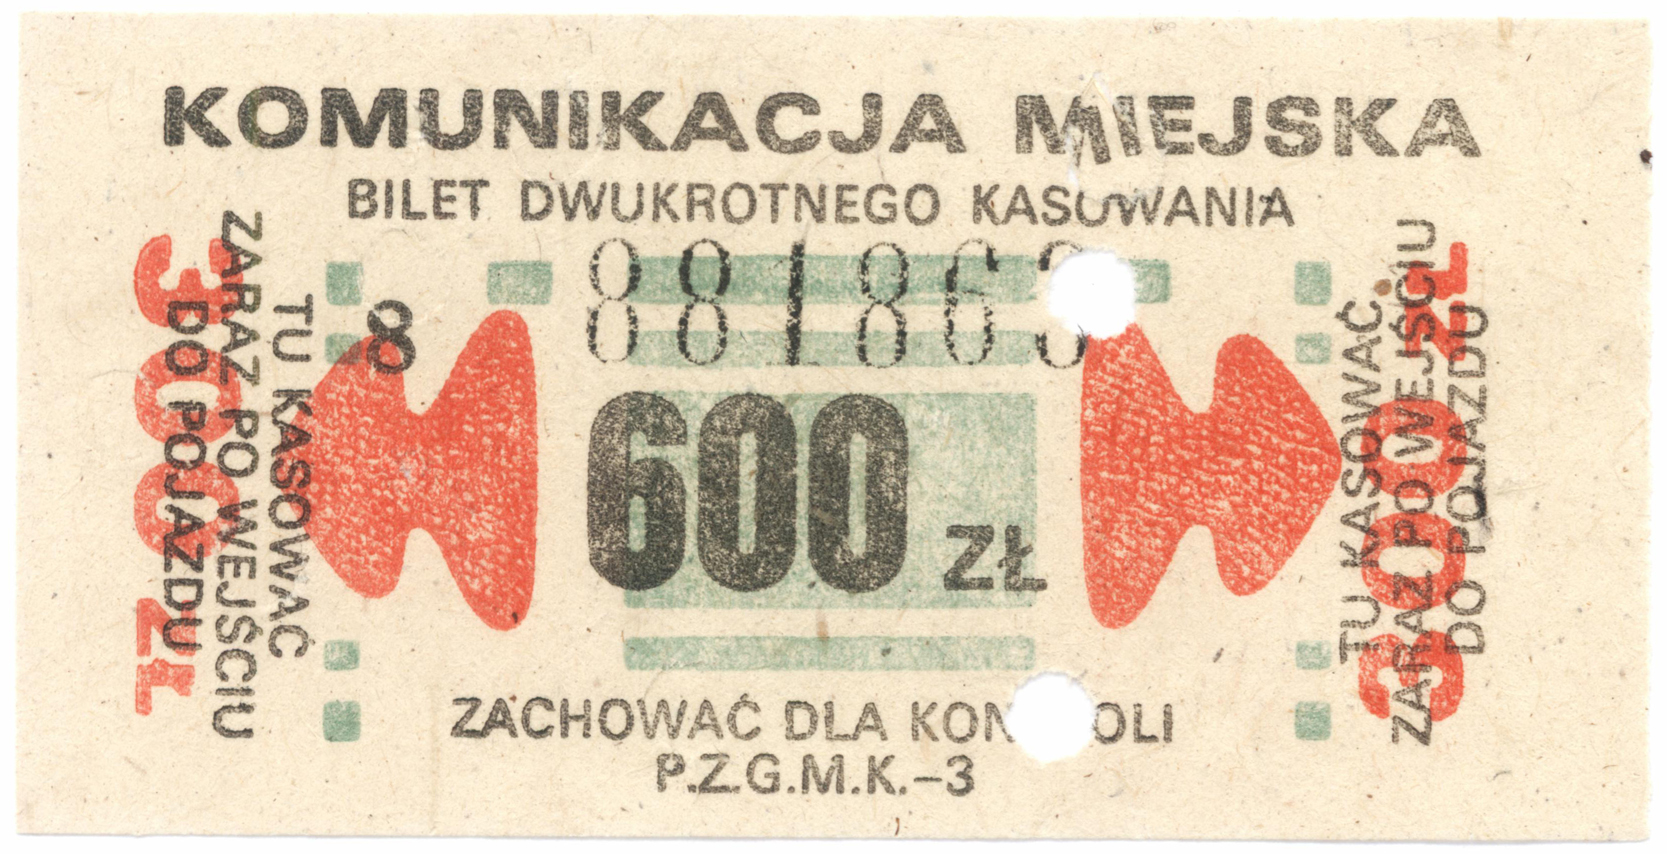 KOMUNIKACJA MIEJSKA
BILET DWUKROTNEGO KASOWANIA
881863
8
600 ZŁ
ZACHOWAĆ DLA KONTROLI
P.Z.G.M.K.-3
300 ZŁ
TU KASOWAĆ
ZARAZ PO WEJŚCIU
DO POJAZDU
300 ZŁ
TU KASOWAĆ
ZARAZ PO WEJŚCIU
DO POJAZDU